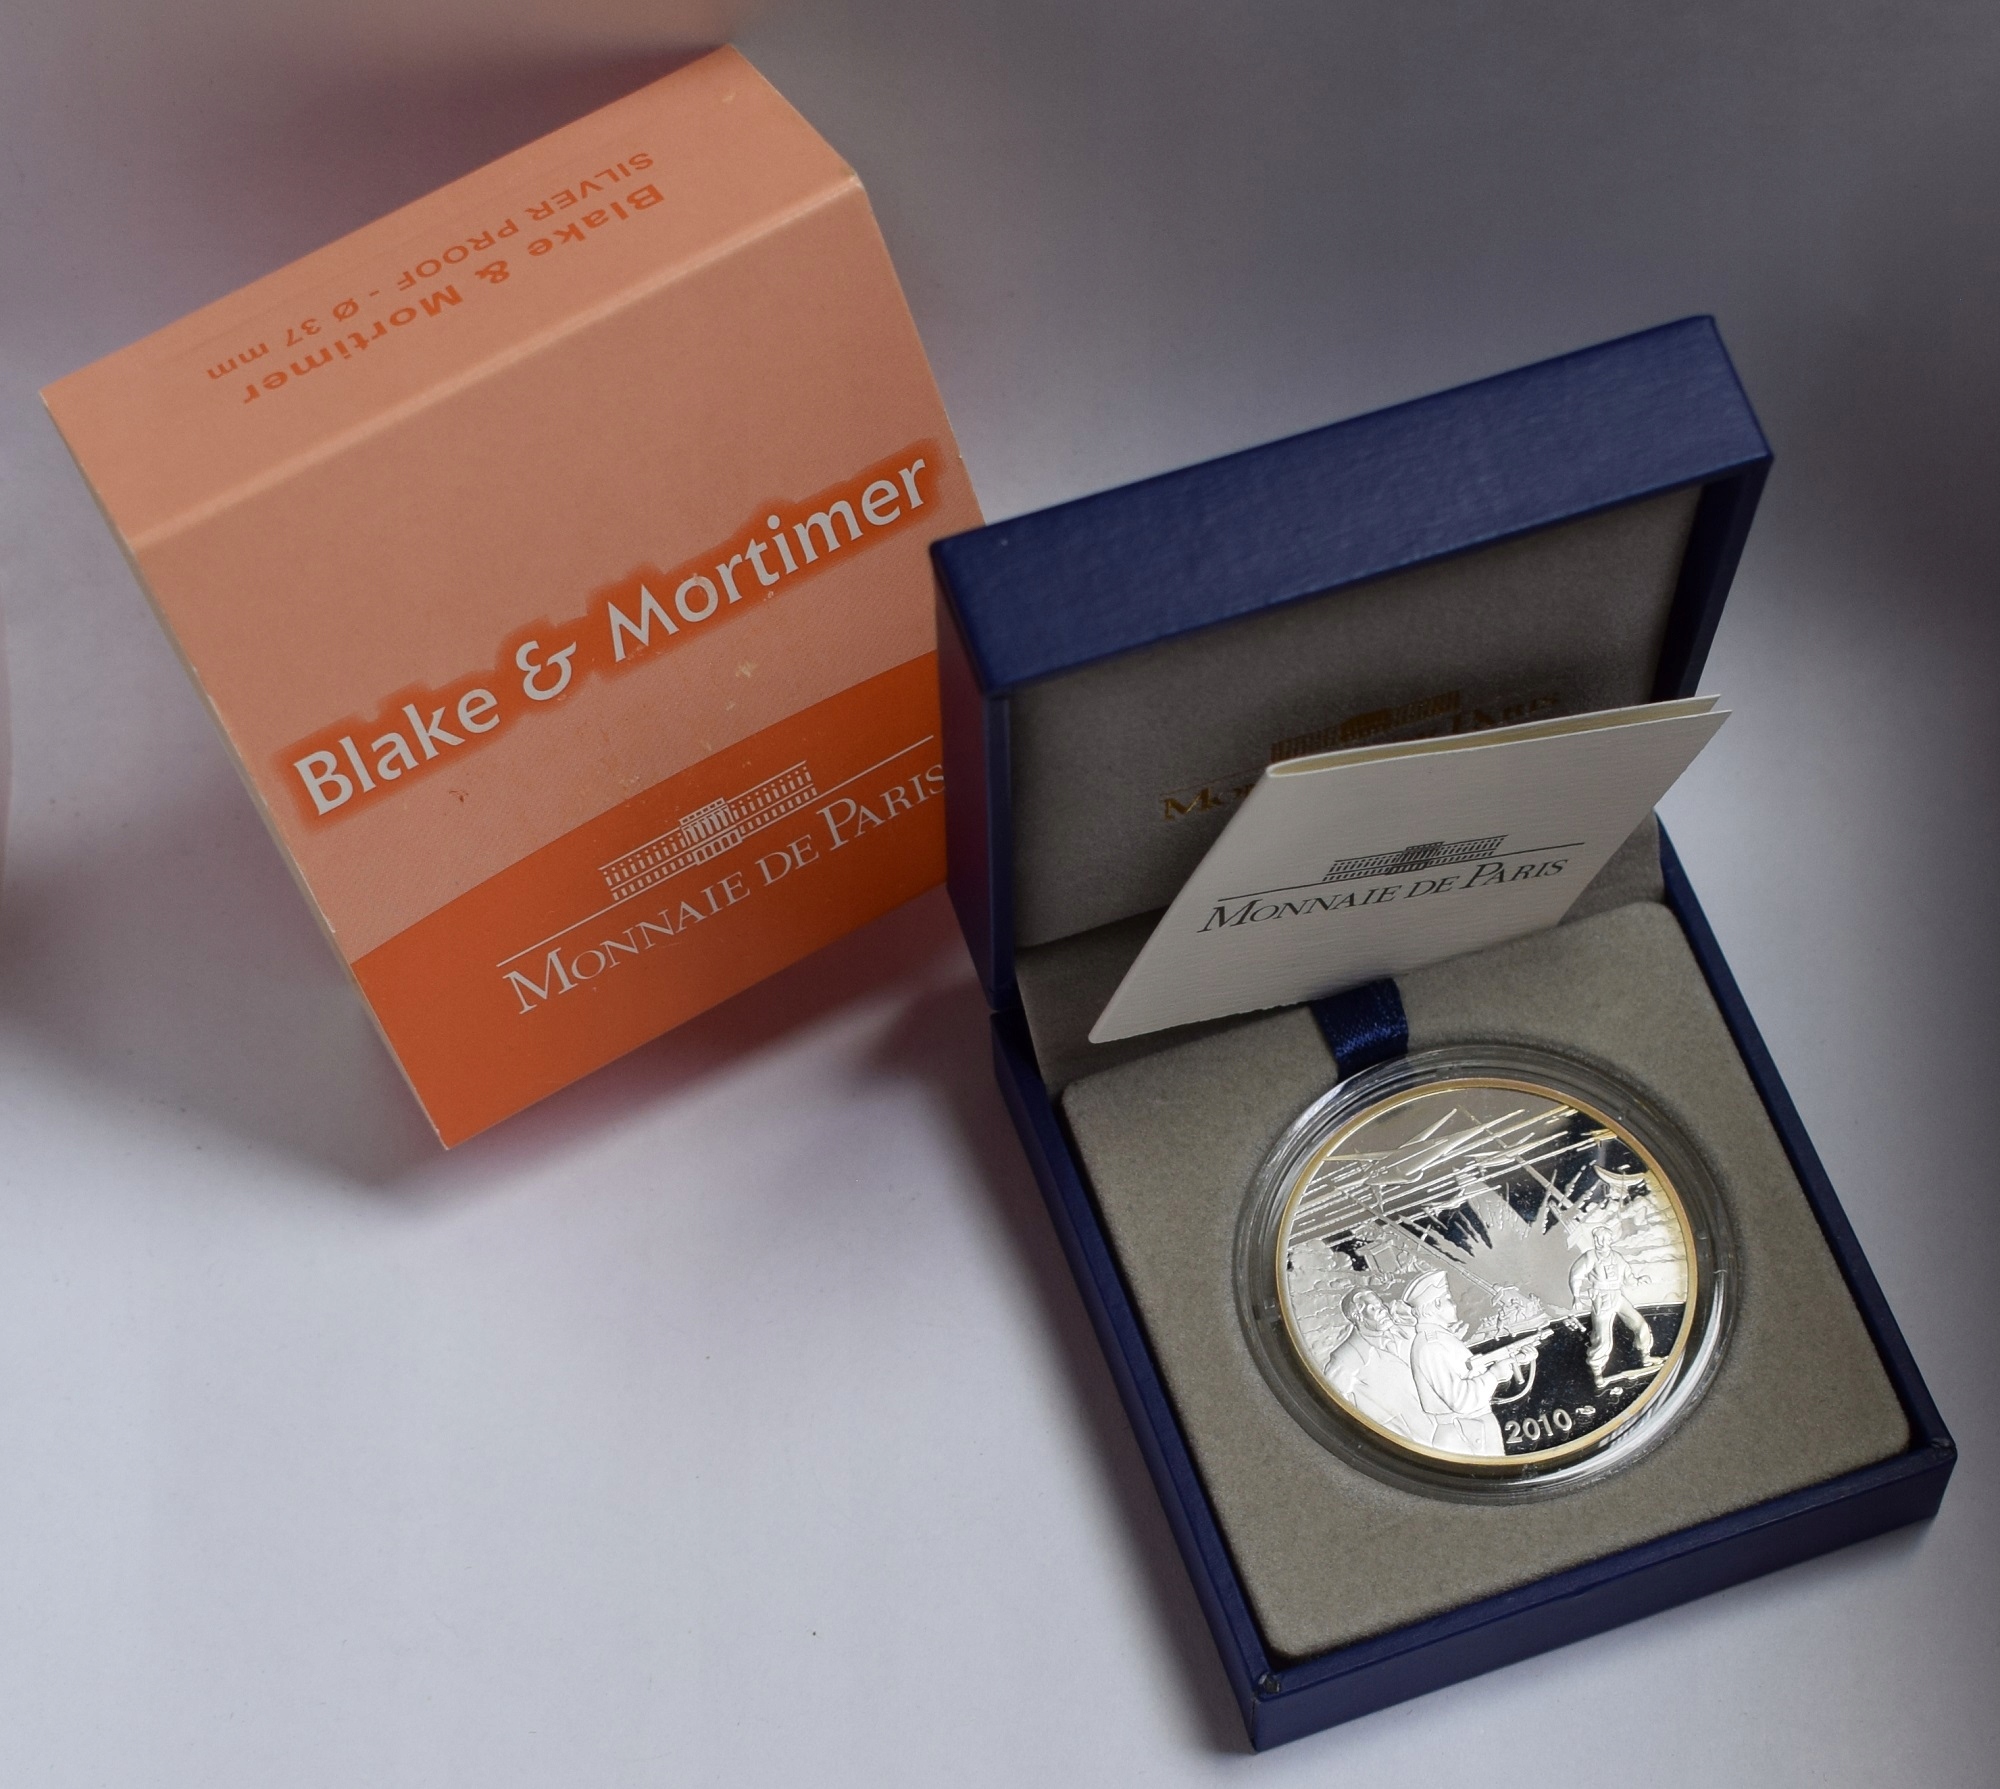 Blake & Mortimer
SILVER PROOF - Ø 37 mm
Blake & Mortimer
MONNAIE DE PARIS
MONNAIE DE PARIS
2010